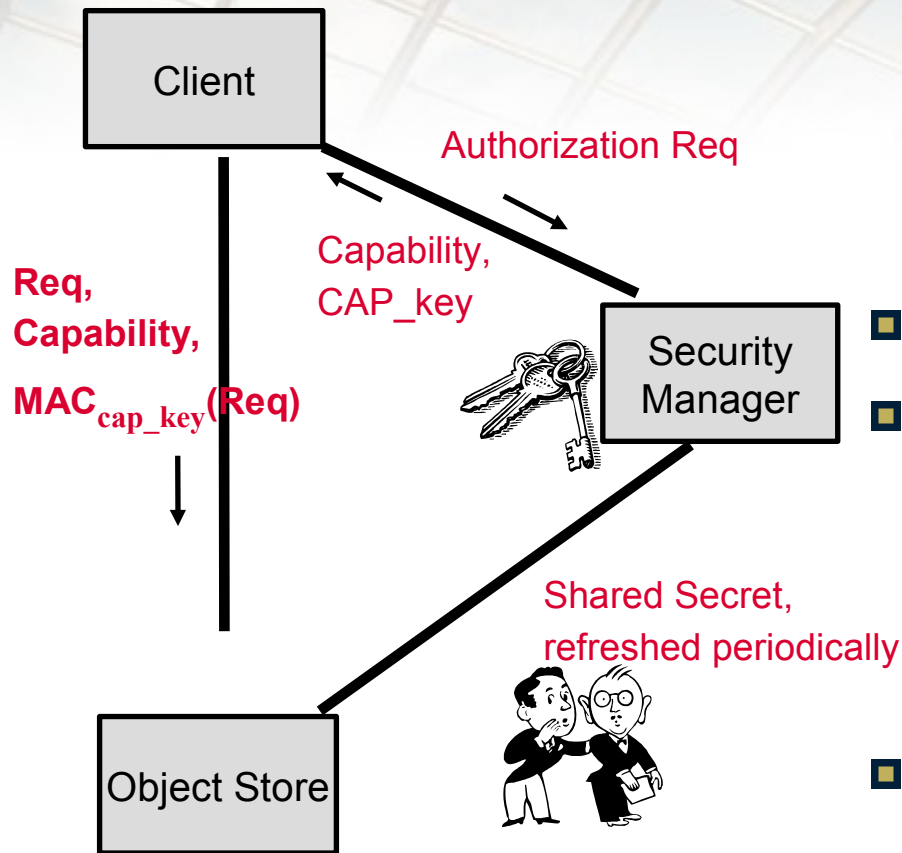 Client
Authorization Req
Capability,
CAP_key
Req,
Capability,
MACcap_key(Req)
Security
Manager
Shared Secret,
refreshed periodically
Object Store